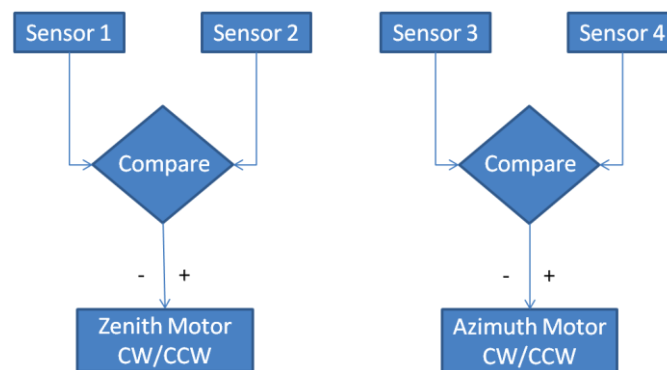 Sensor 1
Sensor 2
Sensor 3
Sensor 4
Compare
Compare
- +
- +
Zenith Motor
CW/CCW
Azimuth Motor
CW/CCW